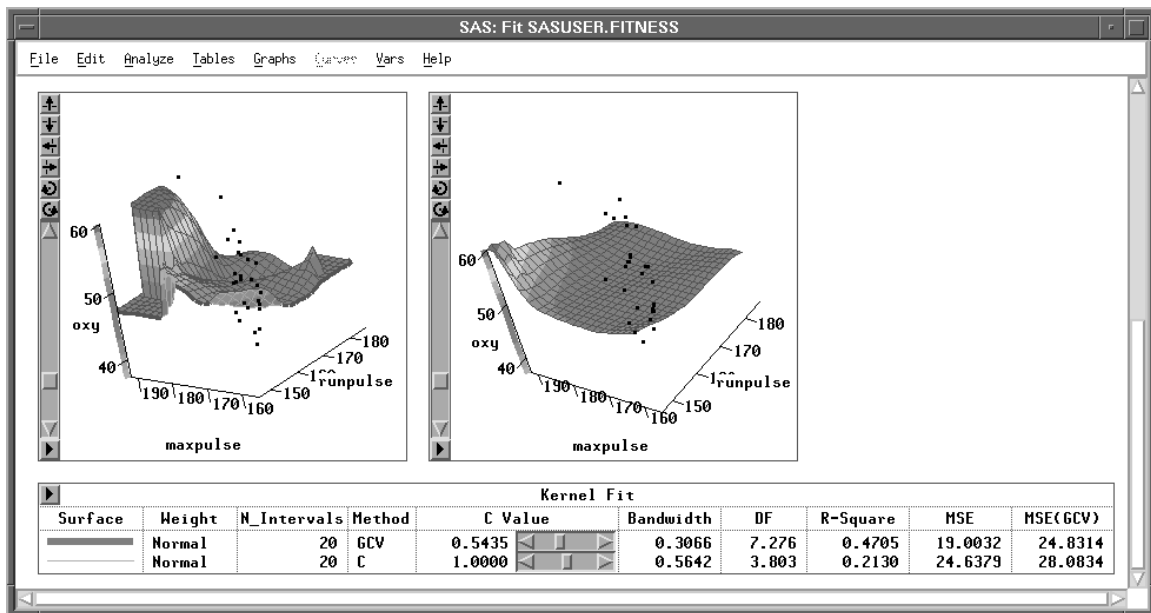 SAS: Fit SASUSER.FITNESS
File Edit Analyze Tables Graphs Curves Vars Help
60
50
oxy
40
190 180 170 160
maxpulse
150
170
180
runpulse
60
50
oxy
40
190 180 170 160
maxpulse
150
170
180
runpulse
Kernel Fit
Surface Weight N_Intervals Method C Value Bandwidth DF R-Square MSE MSE(GCV)
Normal 20 GCV 0.5435 0.3066 7.276 0.4705 19.0032 24.8314
Normal 20 C 1.0000 0.5642 3.803 0.2130 24.6379 28.0834